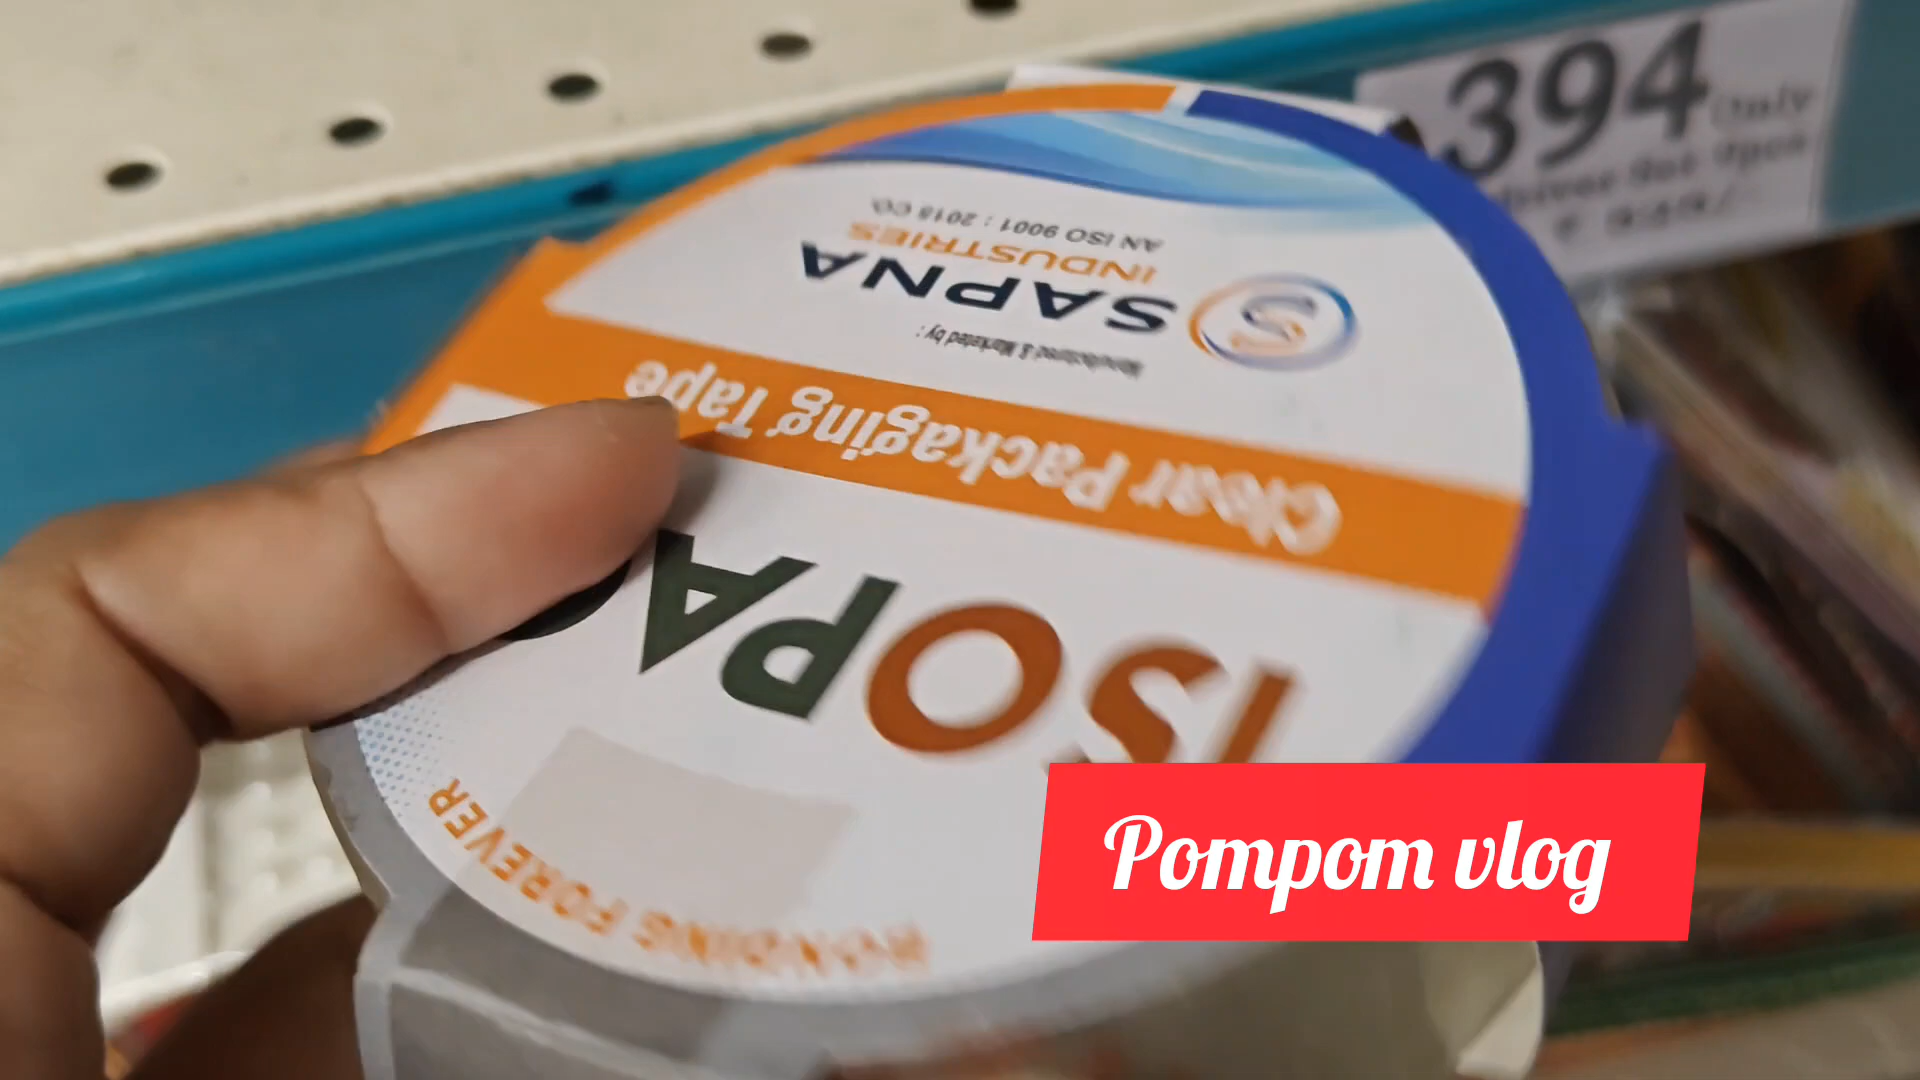 394 Only
BONDING FOREVER
ISOPA
Clear Packaging Tape
Manufactured & Marketed by :
SAPNA
INDUSTRIES
AN ISO 9001 : 2015 CO.
Pompom vlog